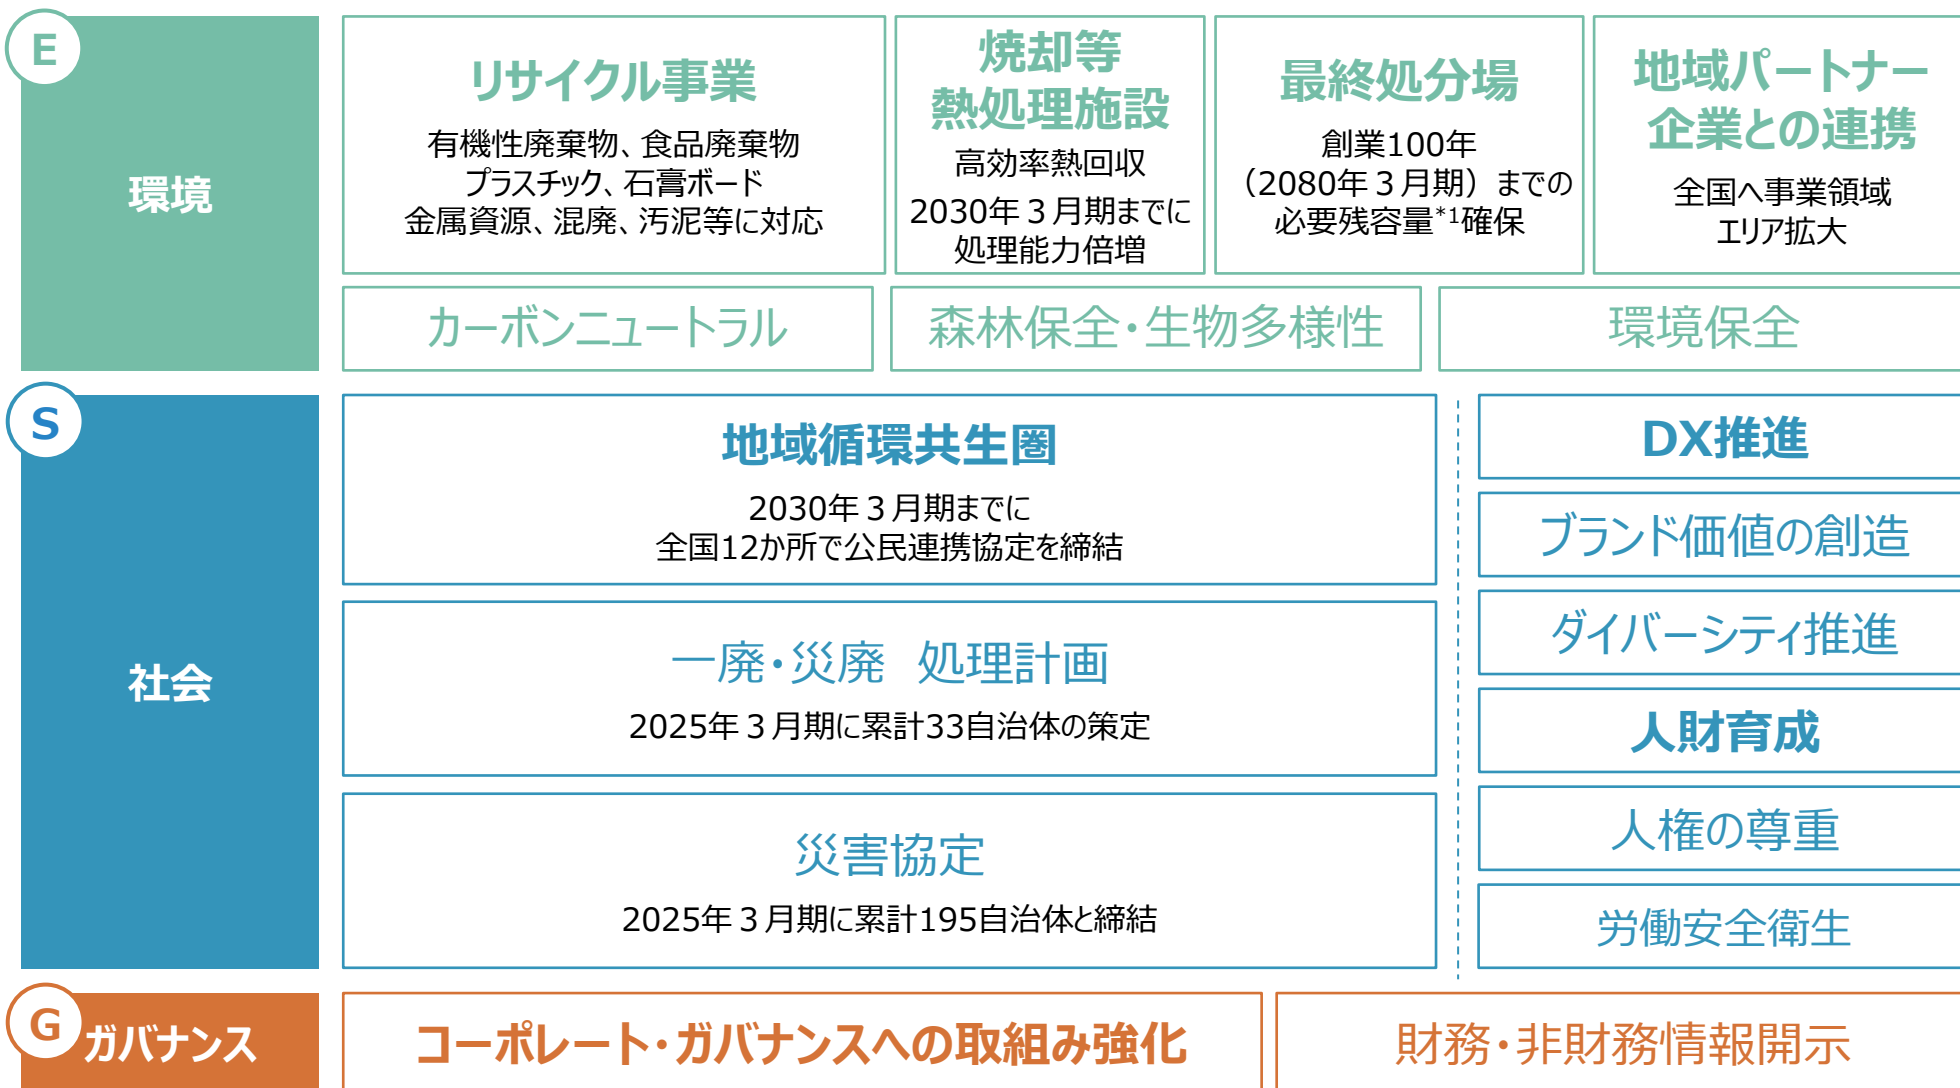 E
環境
リサイクル事業
有機性廃棄物、食品廃棄物
プラスチック、石膏ボード
金属資源、混廃、汚泥等に対応
焼却等
熱処理施設
高効率熱回収
2030年３月期までに
処理能力倍増
最終処分場
創業100年
（2080年３月期）までの
必要残容量*1確保
地域パートナー
企業との連携
全国へ事業領域
エリア拡大
カーボンニュートラル
森林保全・生物多様性
環境保全
S
社会
地域循環共生圏
2030年３月期までに
全国12か所で公民連携協定を締結
一廃・災廃　処理計画
2025年３月期に累計33自治体の策定
災害協定
2025年３月期に累計195自治体と締結
DX推進
ブランド価値の創造
ダイバーシティ推進
人財育成
人権の尊重
労働安全衛生
G
ガバナンス
コーポレート・ガバナンスへの取組み強化
財務・非財務情報開示